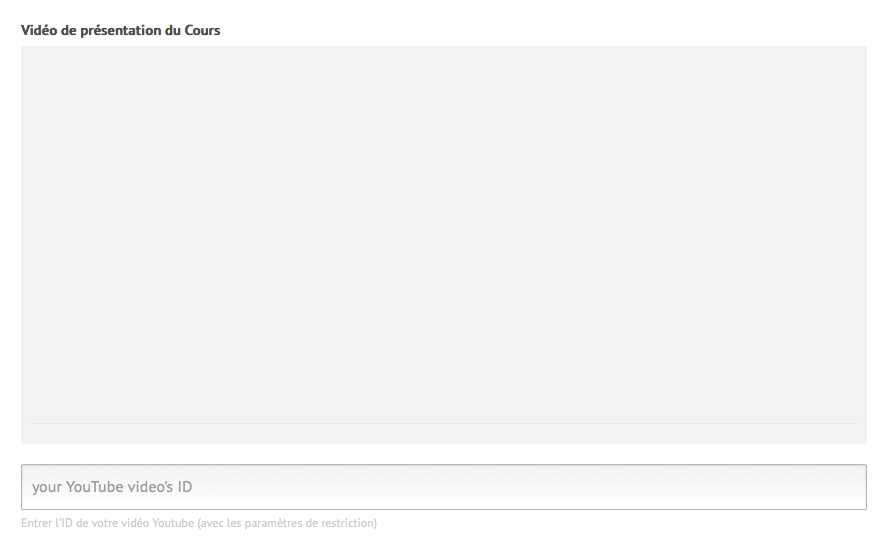 Vidéo de présentation du Cours
your YouTube video's ID
Entrer l'ID de votre vidéo Youtube (avec les paramètres de restriction)